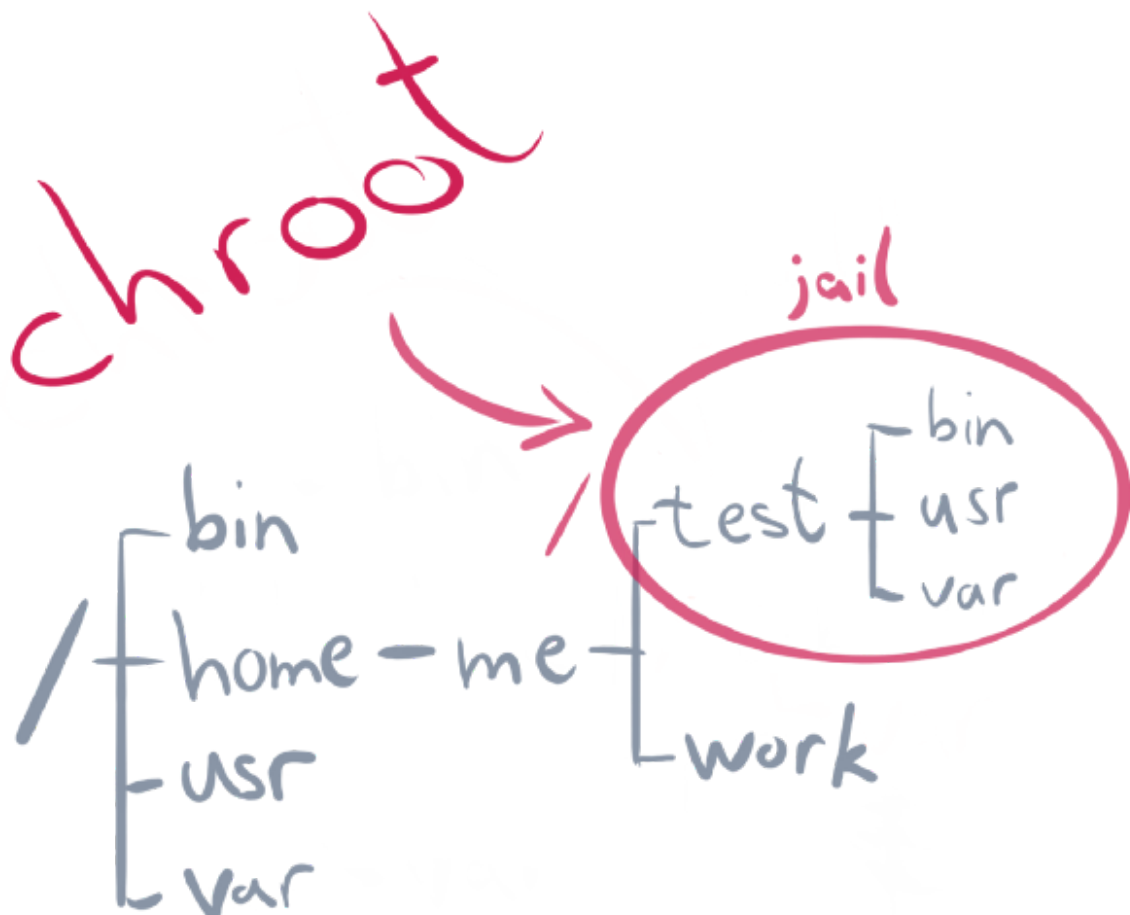 chroot
jail
/
bin
usr
var
test
/
bin
home me
usr
var
work